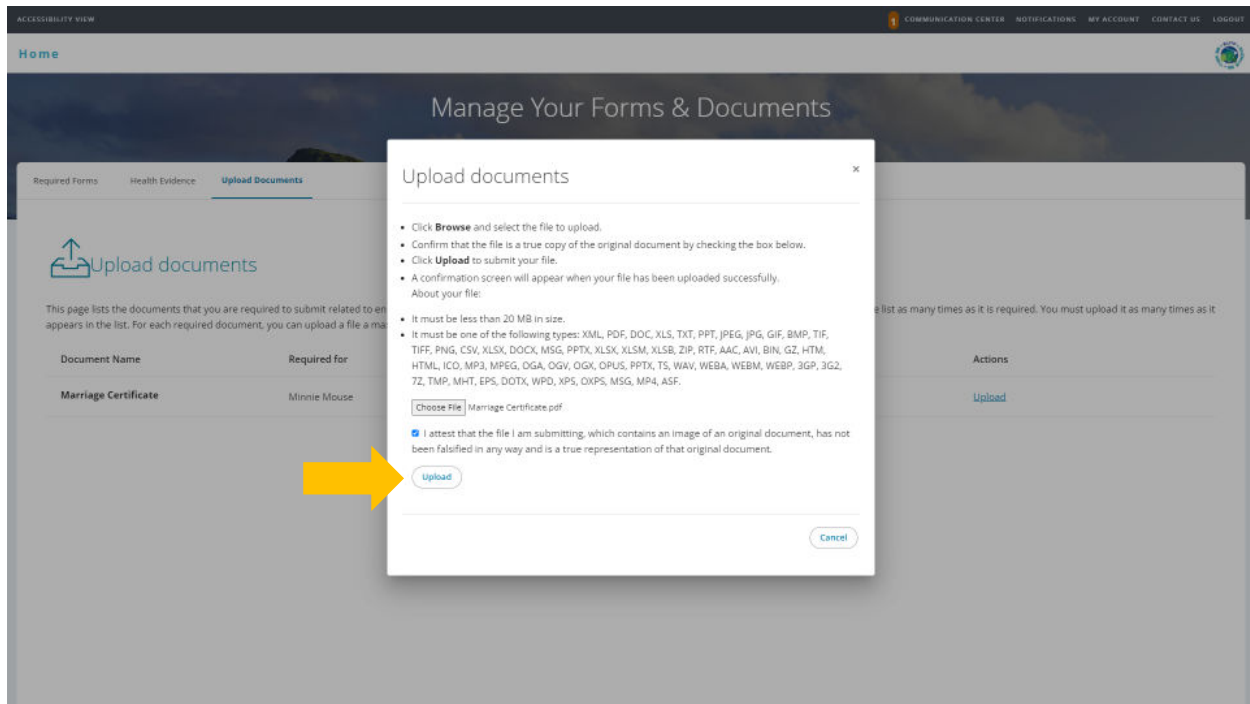 ACCESSIBILITY VIEW
1 COMMUNICATION CENTER NOTIFICATIONS MY ACCOUNT CONTACT US LOGOUT
Home
Manage Your Forms & Documents
Required Forms Health Evidence Upload Documents
Upload documents
This page lists the documents that you are required to submit related to en
e list as many times as it is required. You must upload it as many times as it
appears in the list. For each required document, you can upload a file a ma
Document Name Required for Actions
Marriage Certificate Minnie Mouse Upload
Upload documents ×
• Click Browse and select the file to upload.
• Confirm that the file is a true copy of the original document by checking the box below.
• Click Upload to submit your file.
• A confirmation screen will appear when your file has been uploaded successfully.
About your file:
• It must be less than 20 MB in size.
• It must be one of the following types: XML, PDF, DOC, XLS, TXT, PPT, JPEG, JPG, GIF, BMP, TIF,
TIFF, PNG, CSV, XLSX, DOCX, MSG, PPTX, XLSX, XLSM, XLSB, ZIP, RTF, AAC, AVI, BIN, GZ, HTM,
HTML, ICO, MP3, MPEG, OGA, OGV, OGX, OPUS, PPTX, TS, WAV, WEBA, WEBM, WEBP, 3GP, 3G2,
7Z, TMP, MHT, EPS, DOTX, WPD, XPS, OXPS, MSG, MP4, ASF.
Choose File Marriage Certificate.pdf
I attest that the file I am submitting, which contains an image of an original document, has not
been falsified in any way and is a true representation of that original document.
Upload
Cancel